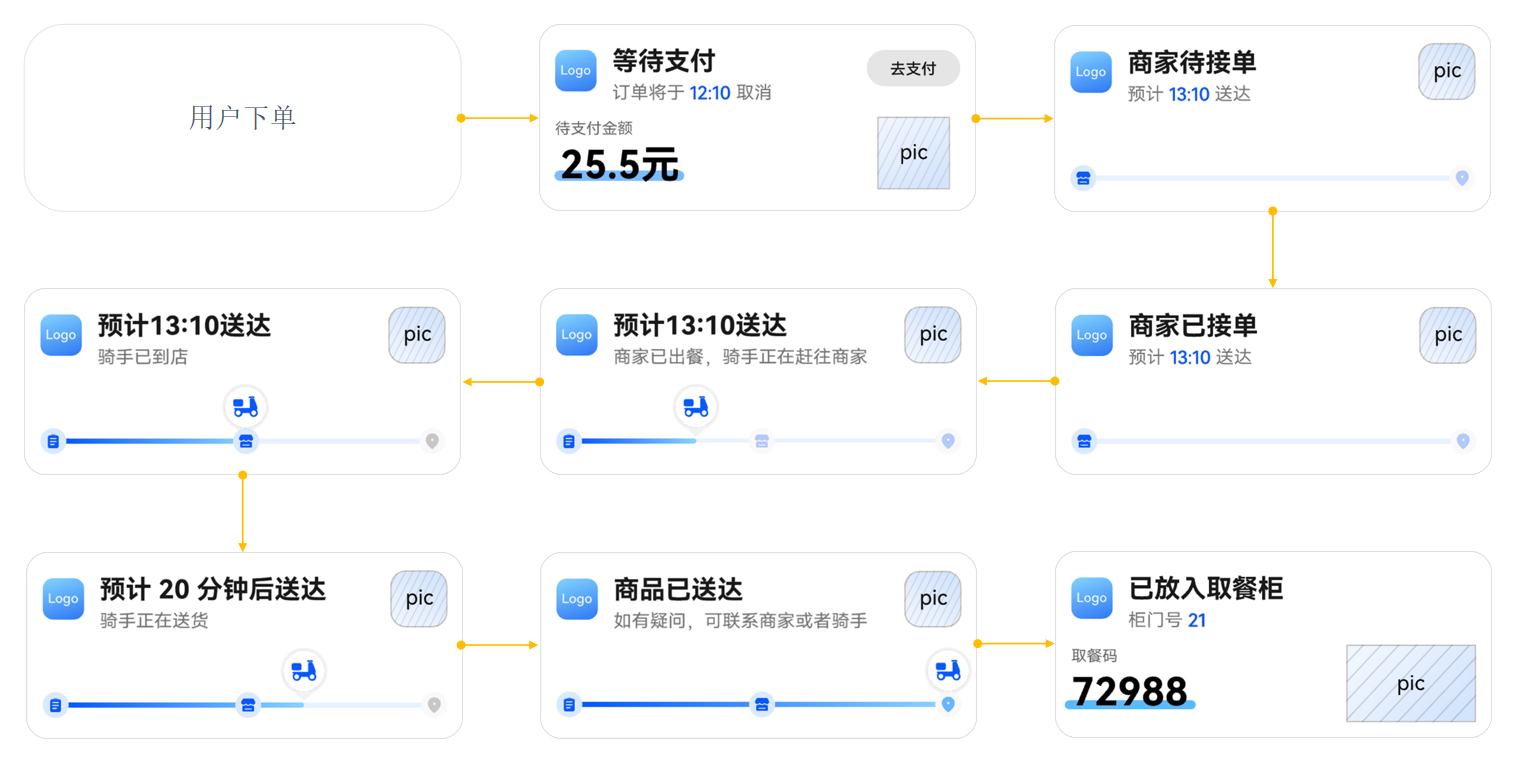 用户下单
Logo
等待支付
订单将于 12:10 取消
去支付
待支付金额
25.5元
pic
Logo
商家待接单
预计 13:10 送达
pic
Logo
预计13:10送达
骑手已到店
pic
Logo
预计13:10送达
商家已出餐，骑手正在赶往商家
pic
Logo
商家已接单
预计 13:10 送达
pic
Logo
预计 20 分钟后送达
骑手正在送货
pic
Logo
商品已送达
如有疑问，可联系商家或者骑手
pic
Logo
已放入取餐柜
柜门号 21
取餐码
72988
pic